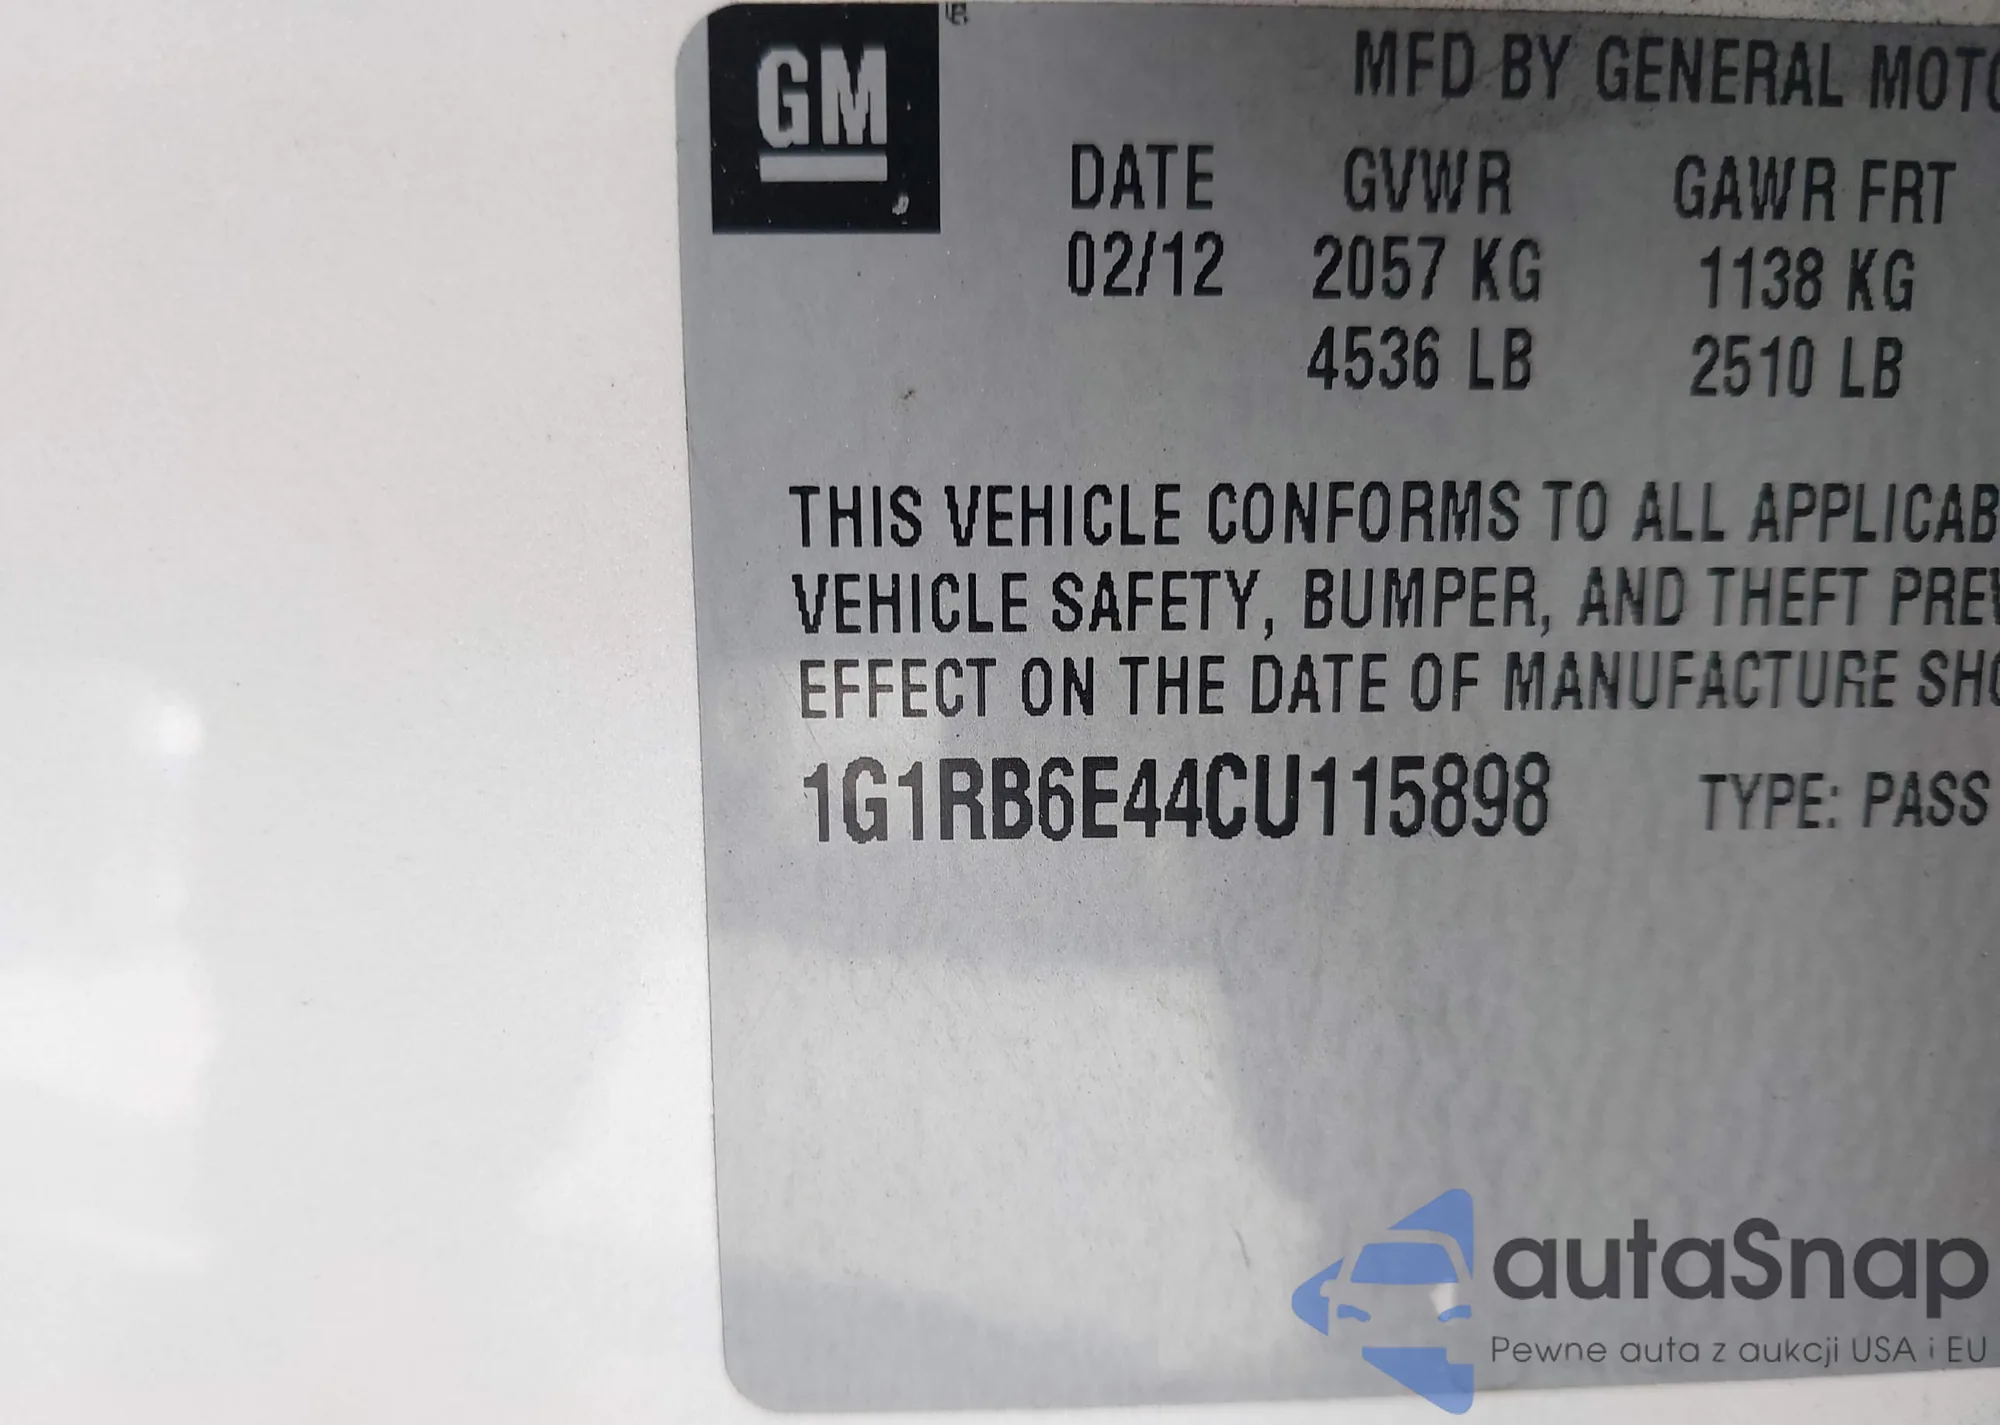 GM
MFD BY GENERAL MOTO
DATE GVWR GAWR FRT
02/12 2057 KG 1138 KG
4536 LB 2510 LB
THIS VEHICLE CONFORMS TO ALL APPLICAB
VEHICLE SAFETY, BUMPER, AND THEFT PREV
EFFECT ON THE DATE OF MANUFACTURE SHO
1G1RB6E44CU115898 TYPE: PASS
autaSnap
Pewne auta z aukcji USA i EU